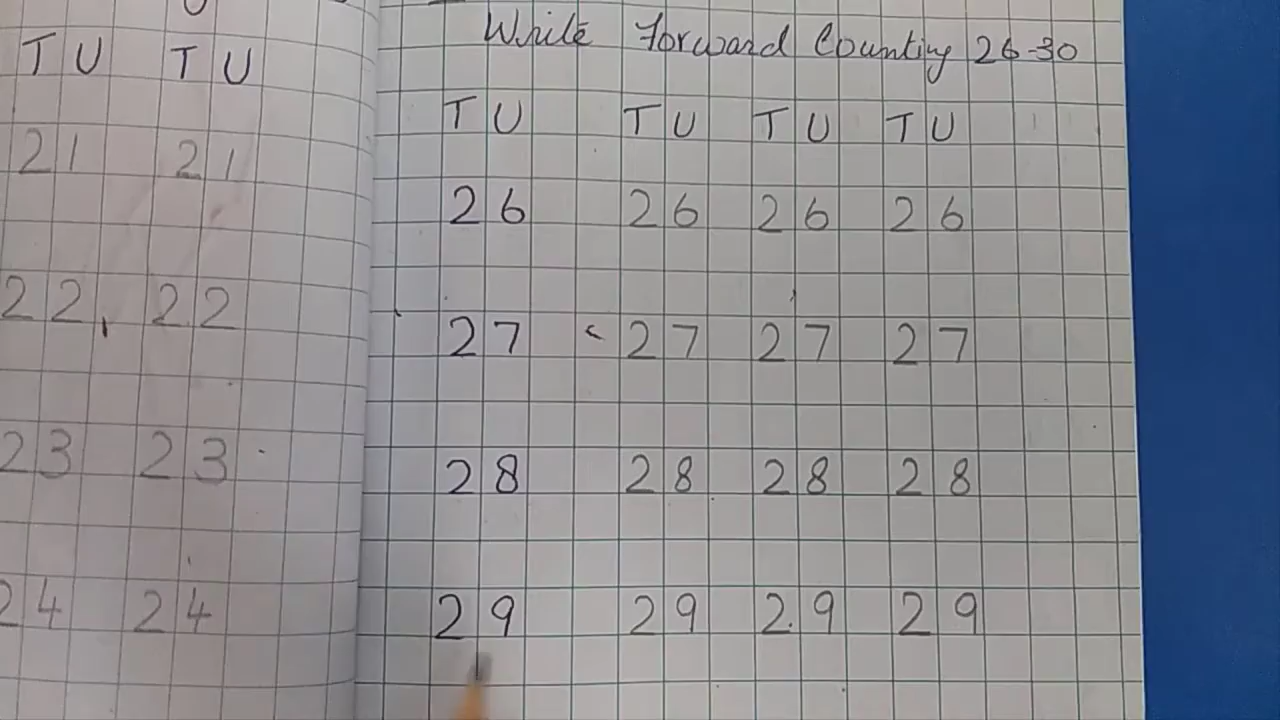 T U T U
21 21
22, 22
23 23
24 24
Write Forward Counting 26-30
T U T U T U T U
26 26 26 26
27 27 27 27
28 28 28 28
29 29 29 29